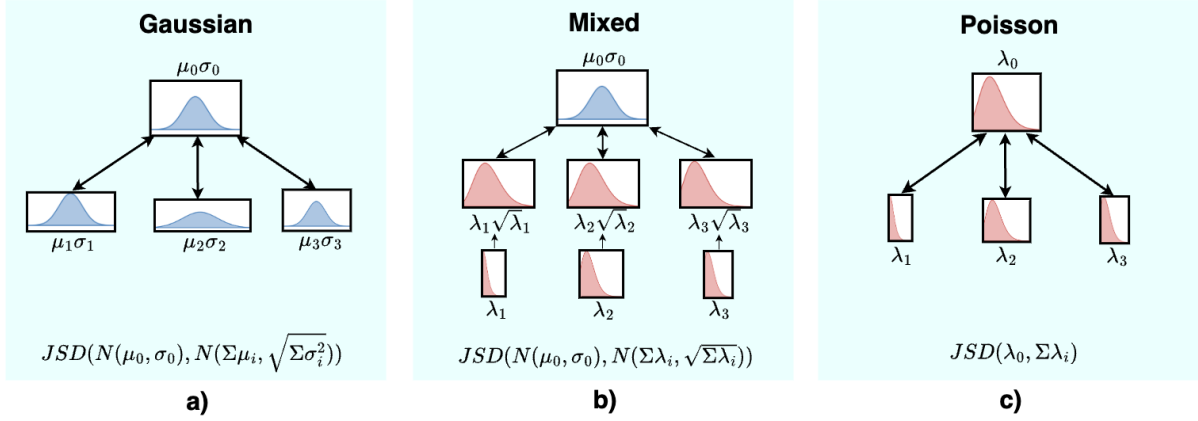 Gaussian
μ₀σ₀
μ₁σ₁
μ₂σ₂
μ₃σ₃
JSD(N(μ₀, σ₀), N(Σμᵢ, √Σσᵢ²))
a)
Mixed
μ₀σ₀
λ₁√λ₁
λ₂√λ₂
λ₃√λ₃
λ₁
λ₂
λ₃
JSD(N(μ₀, σ₀), N(Σλᵢ, √Σλᵢ))
b)
Poisson
λ₀
λ₁
λ₂
λ₃
JSD(λ₀, Σλᵢ)
c)